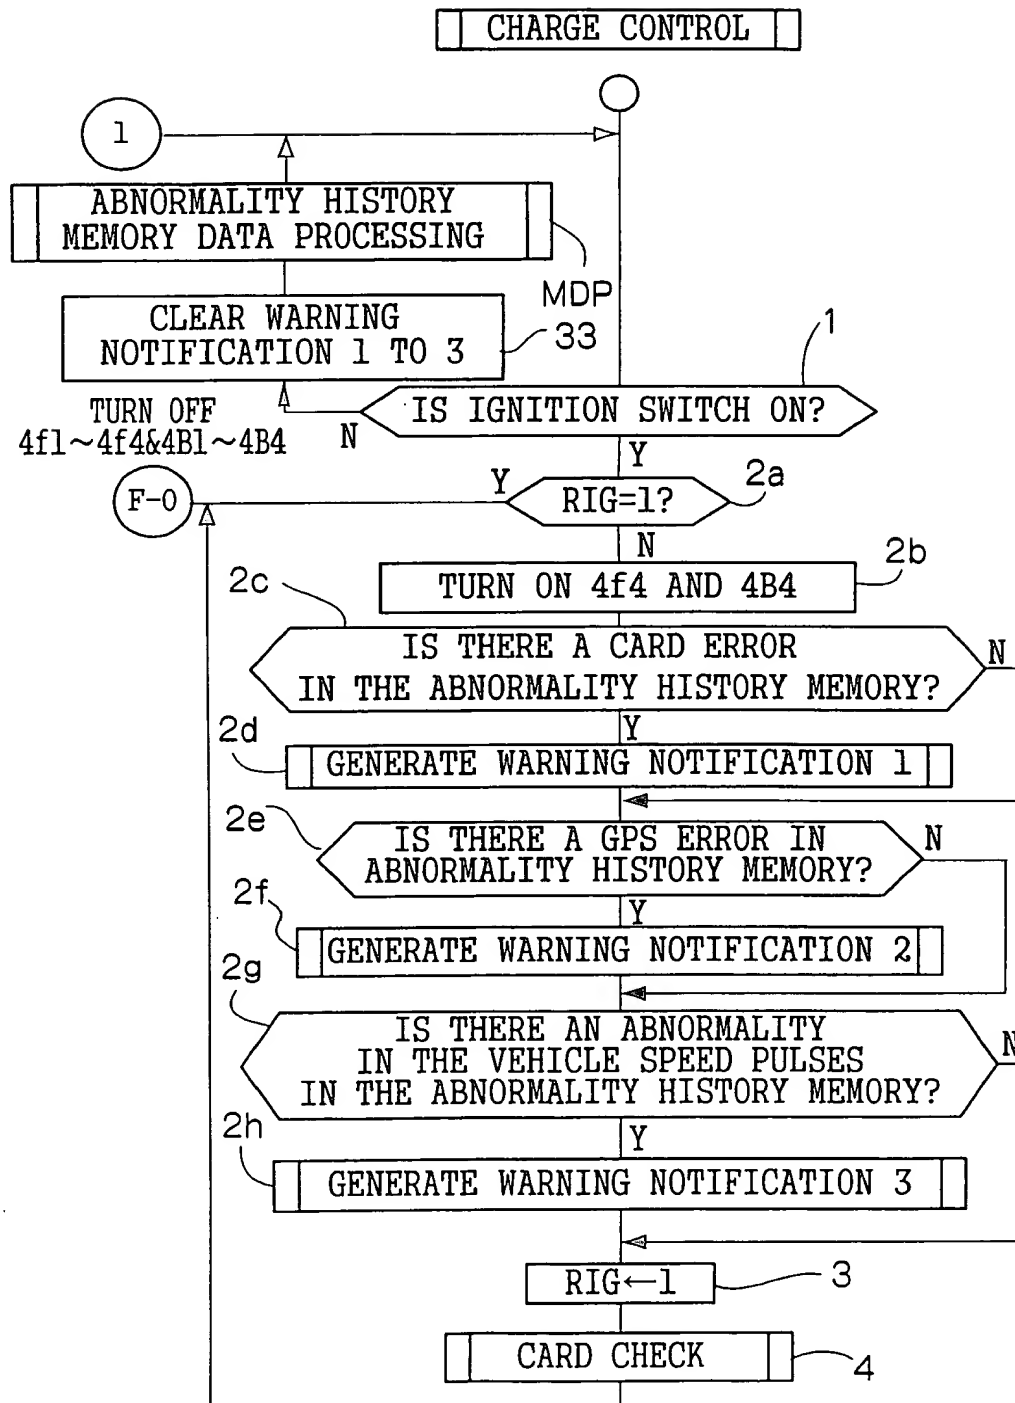 CHARGE CONTROL
1
ABNORMALITY HISTORY
MEMORY DATA PROCESSING
MDP
CLEAR WARNING
NOTIFICATION 1 TO 3
33
1
IS IGNITION SWITCH ON?
TURN OFF
4f1~4f4&4B1~4B4
N
Y
F-0
Y
RIG=1?
2a
N
2b
TURN ON 4f4 AND 4B4
2c
IS THERE A CARD ERROR
IN THE ABNORMALITY HISTORY MEMORY?
N
Y
2d
GENERATE WARNING NOTIFICATION 1
2e
IS THERE A GPS ERROR IN
ABNORMALITY HISTORY MEMORY?
N
Y
2f
GENERATE WARNING NOTIFICATION 2
2g
IS THERE AN ABNORMALITY
IN THE VEHICLE SPEED PULSES
IN THE ABNORMALITY HISTORY MEMORY?
N
Y
2h
GENERATE WARNING NOTIFICATION 3
RIG←1
3
CARD CHECK
4